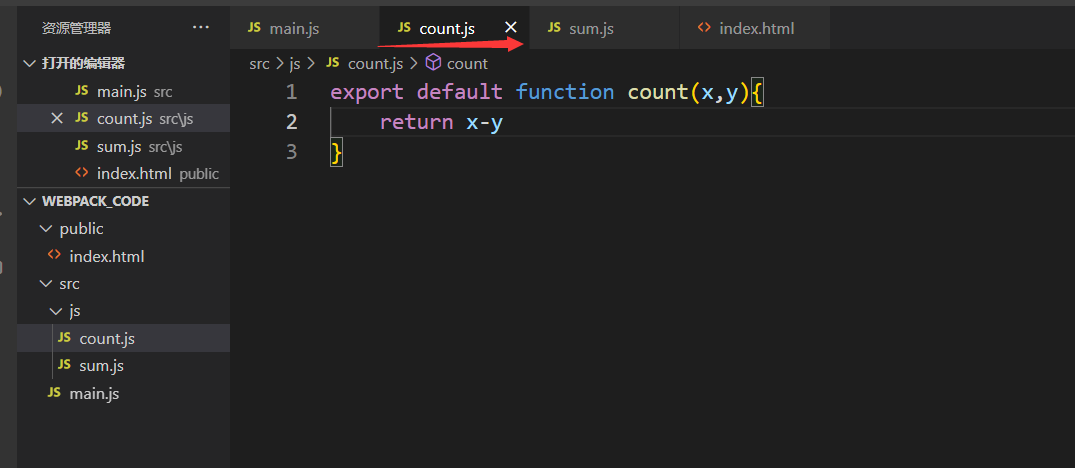 资源管理器 ···
JS main.js
JS count.js ×
JS sum.js
<> index.html
打开的编辑器
JS main.js src
× JS count.js src\js
JS sum.js src\js
<> index.html public
WEBPACK_CODE
public
<> index.html
src
js
JS count.js
JS sum.js
JS main.js
src > js > JS count.js > count
1 export default function count(x,y){
2     return x-y
3 }